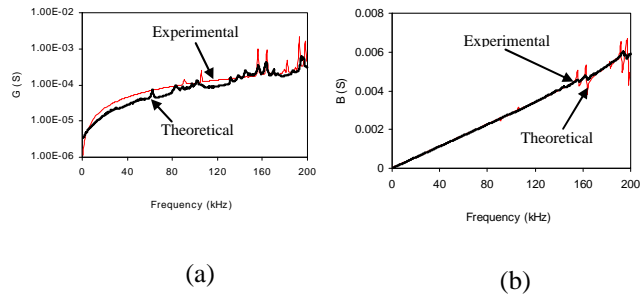 1.00E-02
1.00E-03
1.00E-04
1.00E-05
1.00E-06
G (S)
Experimental
Theoretical
0 40 80 120 160 200
Frequency (kHz)
(a)
0.008
0.006
0.004
0.002
0
B (S)
Experimental
Theoretical
0 40 80 120 160 200
Frequency (kHz)
(b)